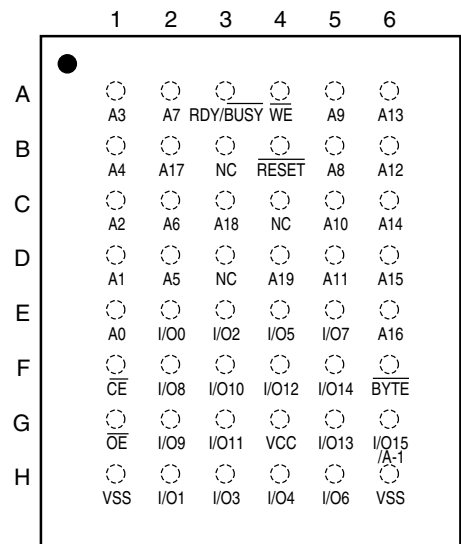 1 2 3 4 5 6
A
A3 A7 RDY/BUSY WE A9 A13
B
A4 A17 NC RESET A8 A12
C
A2 A6 A18 NC A10 A14
D
A1 A5 NC A19 A11 A15
E
A0 I/O0 I/O2 I/O5 I/O7 A16
F
CE I/O8 I/O10 I/O12 I/O14 BYTE
G
OE I/O9 I/O11 VCC I/O13 I/O15
/A-1
H
VSS I/O1 I/O3 I/O4 I/O6 VSS